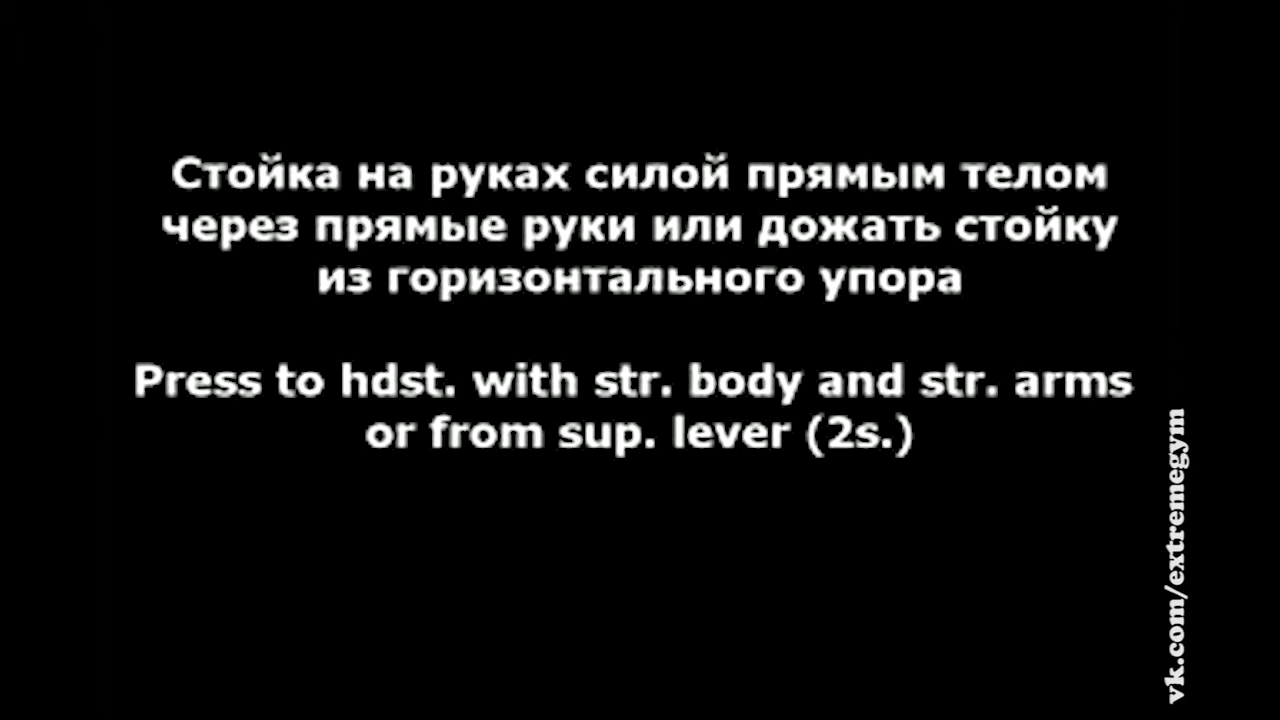 Стойка на руках силой прямым телом
через прямые руки или дожать стойку
из горизонтального упора
Press to hdst. with str. body and str. arms
or from sup. lever (2s.)
vk.com/extremegym